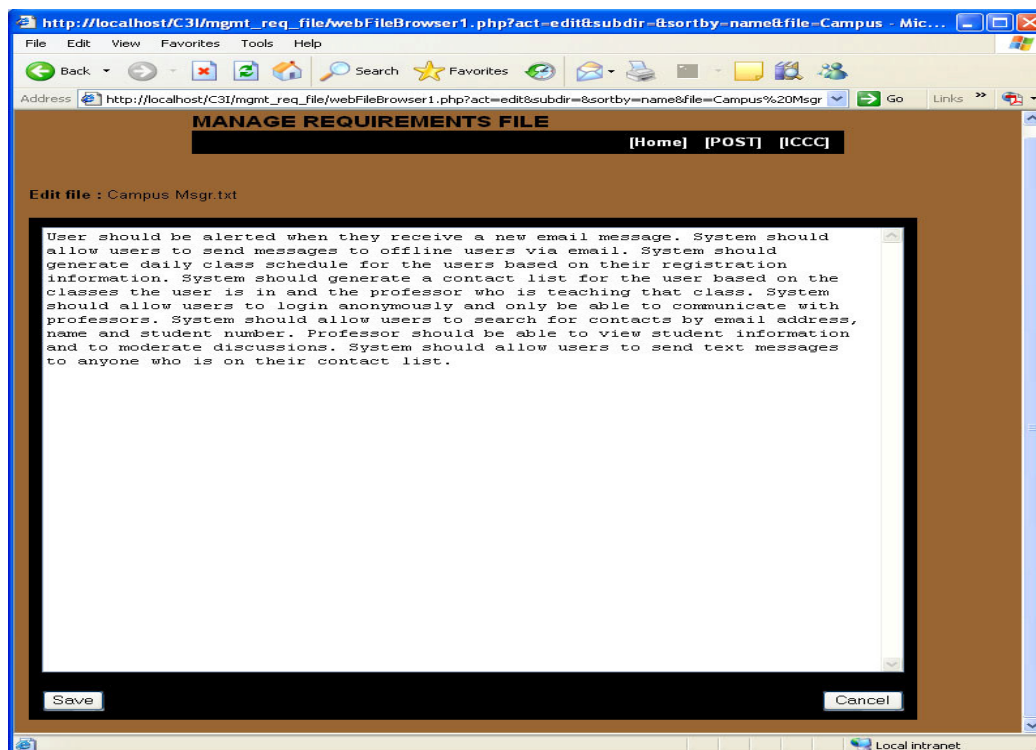 http://localhost/C3I/mgmt_req_file/webFileBrowser1.php?act=edit&subdir=&sortby=name&file=Campus - Mic...
File Edit View Favorites Tools Help
Back Search Favorites
Address http://localhost/C3I/mgmt_req_file/webFileBrowser1.php?act=edit&subdir=&sortby=name&file=Campus%20Msgr Go Links »
MANAGE REQUIREMENTS FILE
[Home] [POST] [ICCC]
Edit file : Campus Msgr.txt
User should be alerted when they receive a new email message. System should
allow users to send messages to offline users via email. System should
generate daily class schedule for the users based on their registration
information. System should generate a contact list for the user based on the
classes the user is in and the professor who is teaching that class. System
should allow users to login anonymously and only be able to communicate with
professors. System should allow users to search for contacts by email address,
name and student number. Professor should be able to view student information
and to moderate discussions. System should allow users to send text messages
to anyone who is on their contact list.
Save Cancel
Local intranet